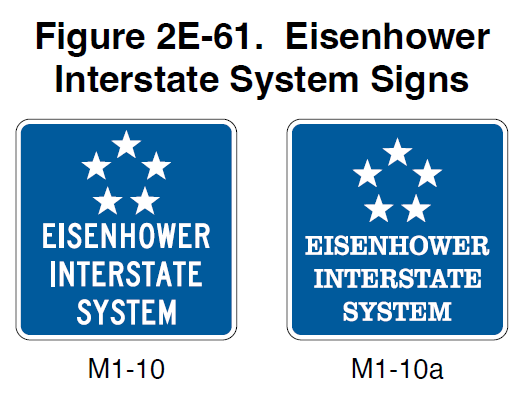 Figure 2E-61. Eisenhower
Interstate System Signs
EISENHOWER
INTERSTATE
SYSTEM
M1-10
EISENHOWER
INTERSTATE
SYSTEM
M1-10a